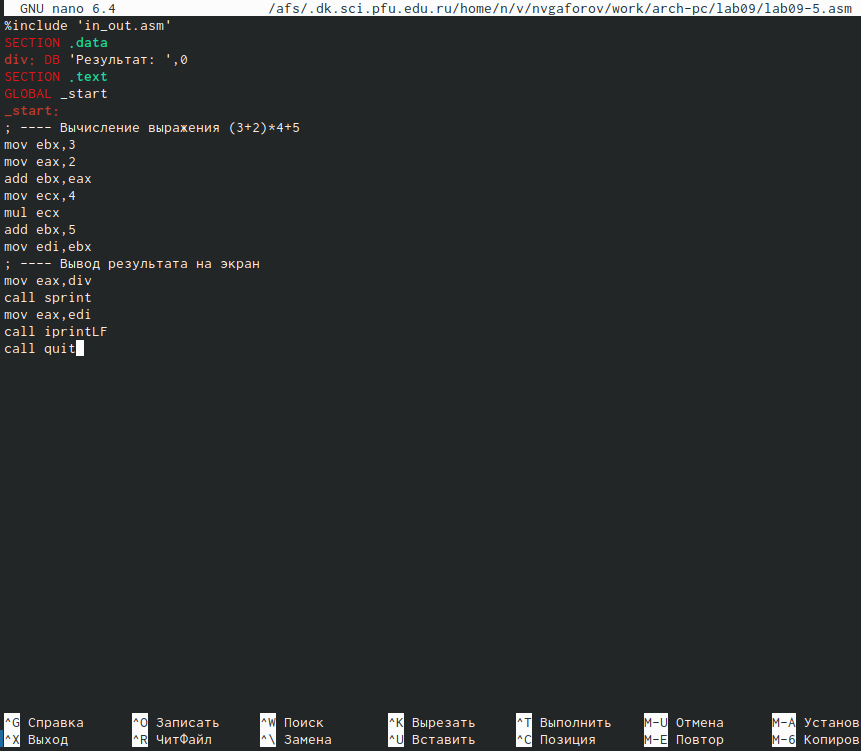 GNU nano 6.4 /afs/.dk.sci.pfu.edu.ru/home/n/v/nvgaforov/work/arch-pc/lab09/lab09-5.asm
%include 'in_out.asm'
SECTION .data
div: DB 'Результат: ',0
SECTION .text
GLOBAL _start
_start:
; ---- Вычисление выражения (3+2)*4+5
mov ebx,3
mov eax,2
add ebx,eax
mov ecx,4
mul ecx
add ebx,5
mov edi,ebx
; ---- Вывод результата на экран
mov eax,div
call sprint
mov eax,edi
call iprintLF
call quit
^G Справка ^O Записать ^W Поиск ^K Вырезать ^T Выполнить M-U Отмена M-A Установ
^X Выход ^R ЧитФайл ^\ Замена ^U Вставить ^C Позиция M-E Повтор M-6 Копиров